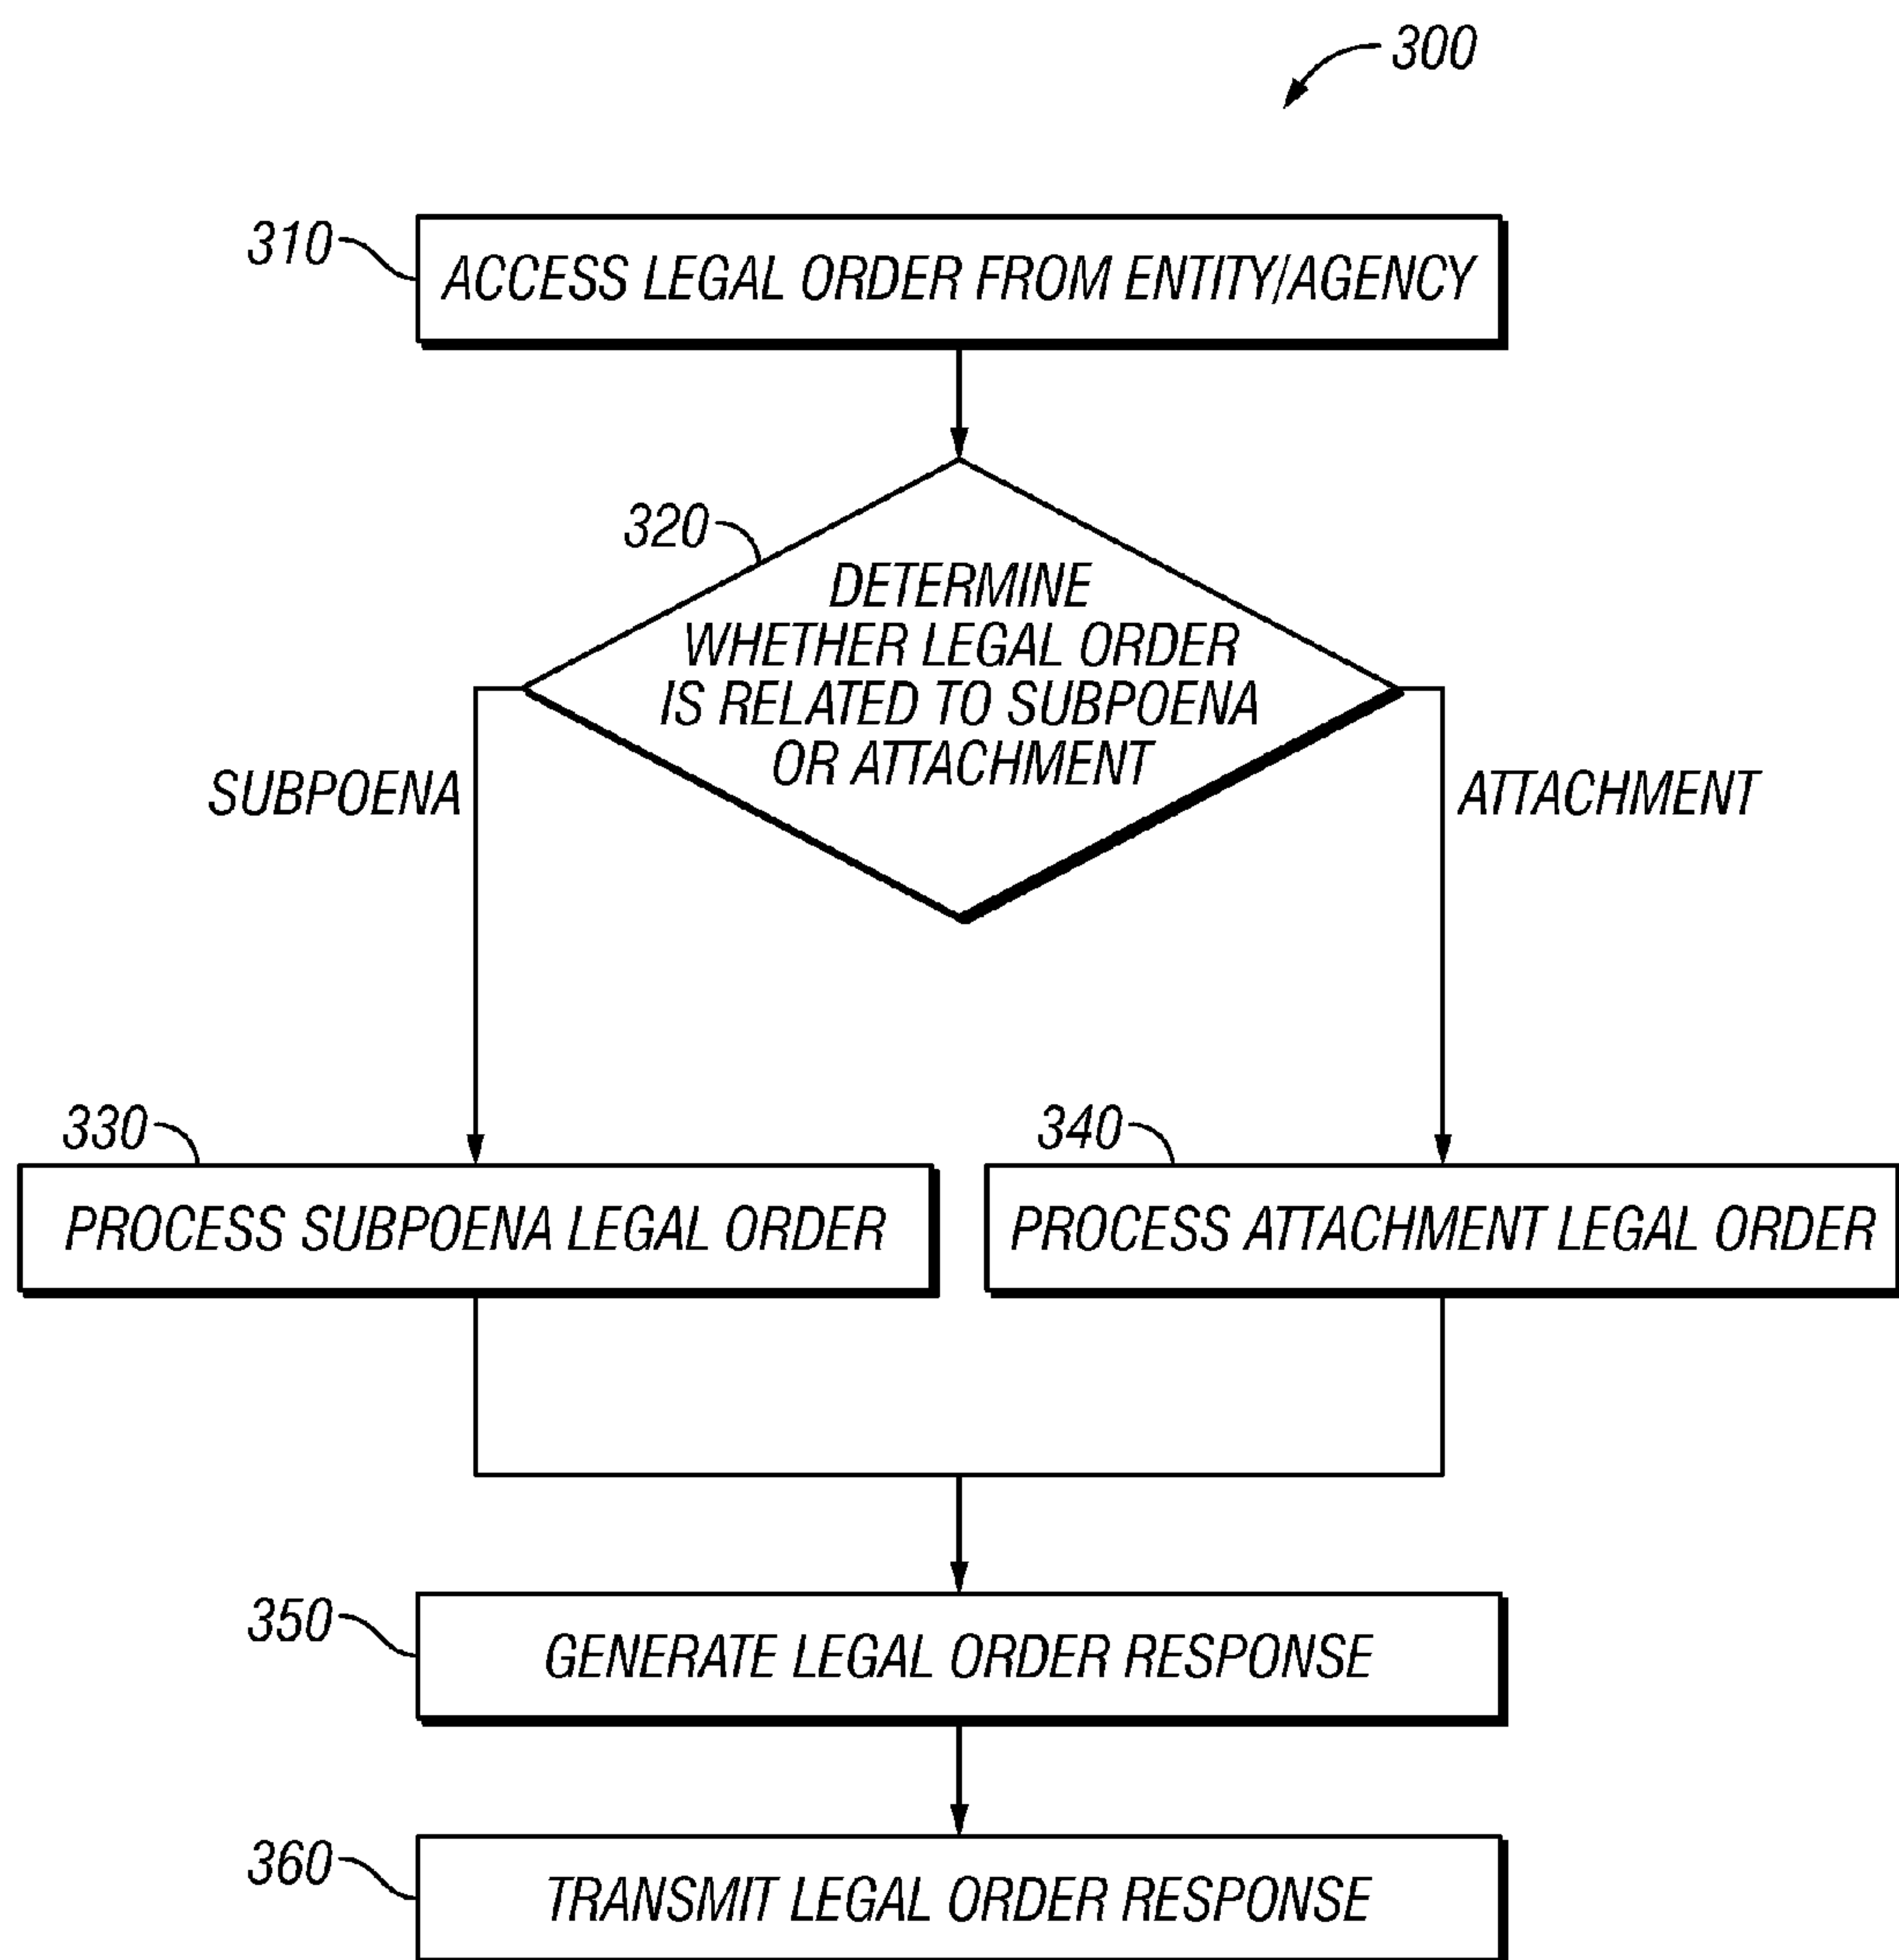 300
310
ACCESS LEGAL ORDER FROM ENTITY/AGENCY
320
DETERMINE
WHETHER LEGAL ORDER
IS RELATED TO SUBPOENA
OR ATTACHMENT
SUBPOENA
ATTACHMENT
330
PROCESS SUBPOENA LEGAL ORDER
340
PROCESS ATTACHMENT LEGAL ORDER
350
GENERATE LEGAL ORDER RESPONSE
360
TRANSMIT LEGAL ORDER RESPONSE